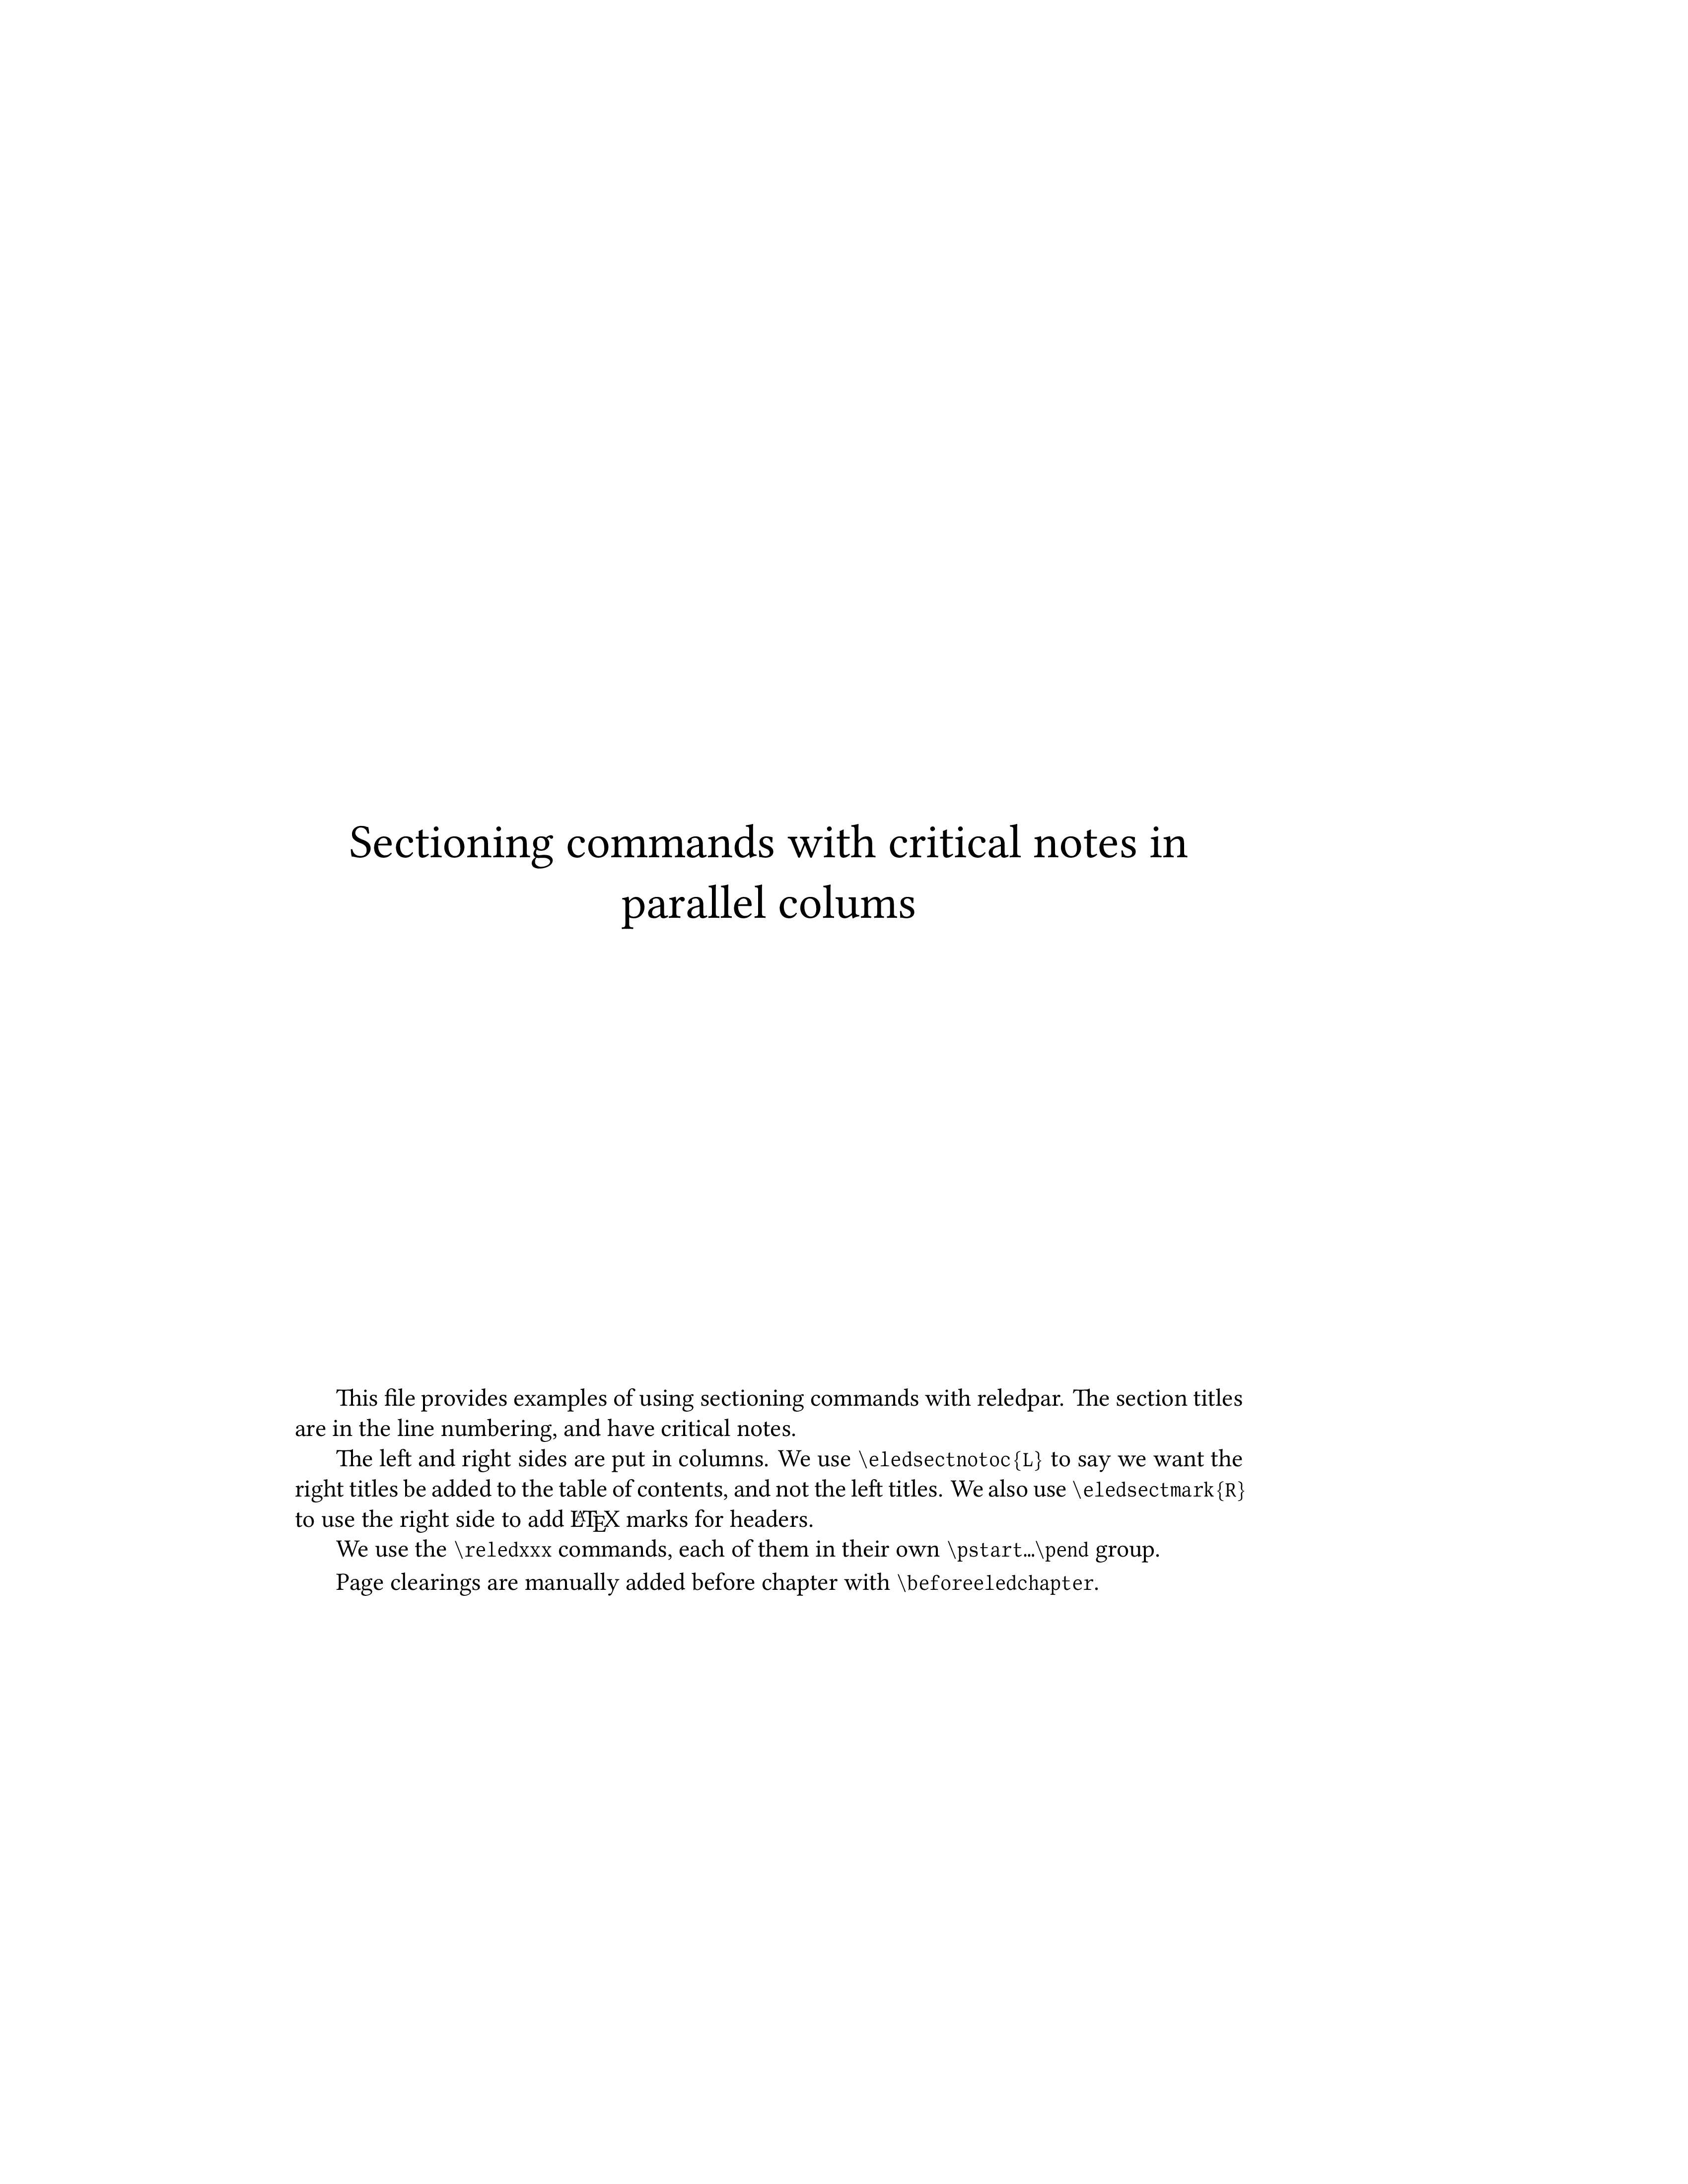 Sectioning commands with critical notes in
parallel colums
This file provides examples of using sectioning commands with reledpar. The section titles
are in the line numbering, and have critical notes.
The left and right sides are put in columns. We use \eledsectnotoc{L} to say we want the
right titles be added to the table of contents, and not the left titles. We also use \eledsectmark{R}
to use the right side to add LATEX marks for headers.
We use the \reledxxx commands, each of them in their own \pstart…\pend group.
Page clearings are manually added before chapter with \beforeeledchapter.